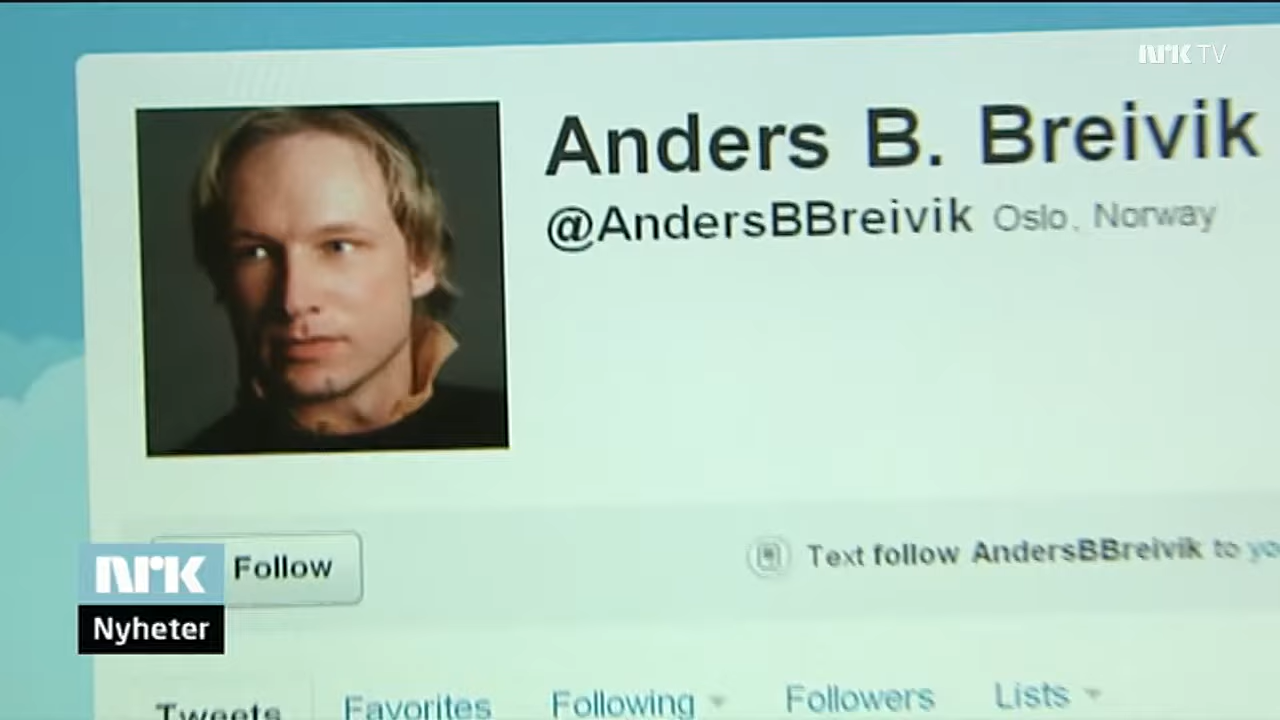 NRK TV
Anders B. Breivik
@AndersBBreivik Oslo, Norway
Follow
Text follow AndersBBreivik to yo
nrk
Nyheter
Tweets
Favorites
Following
Followers
Lists